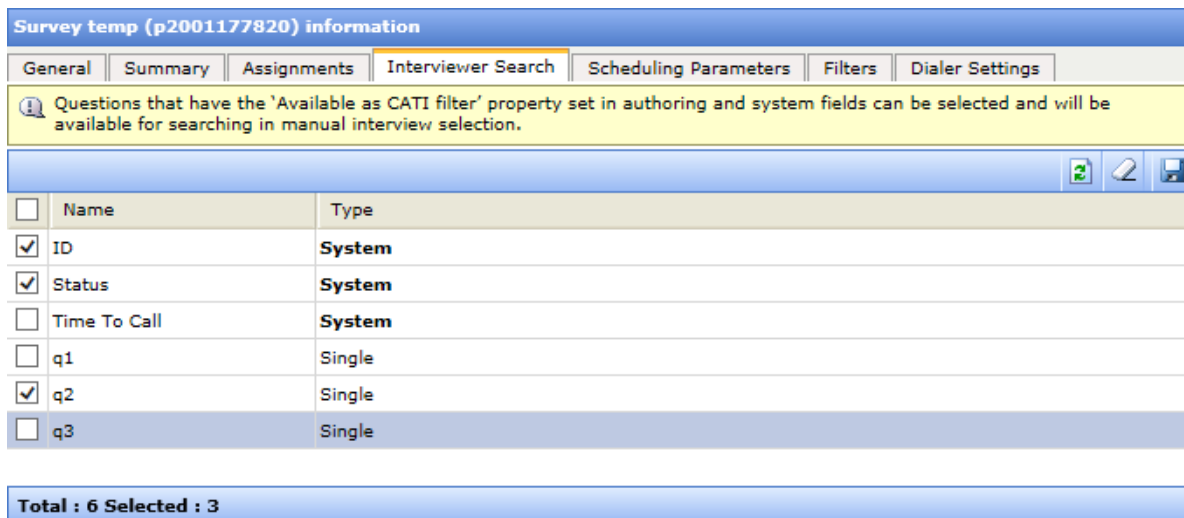 Survey temp (p2001177820) information
General Summary Assignments Interviewer Search Scheduling Parameters Filters Dialer Settings
Questions that have the 'Available as CATI filter' property set in authoring and system fields can be selected and will be
available for searching in manual interview selection.
Name Type
ID System
Status System
Time To Call System
q1 Single
q2 Single
q3 Single
Total : 6 Selected : 3